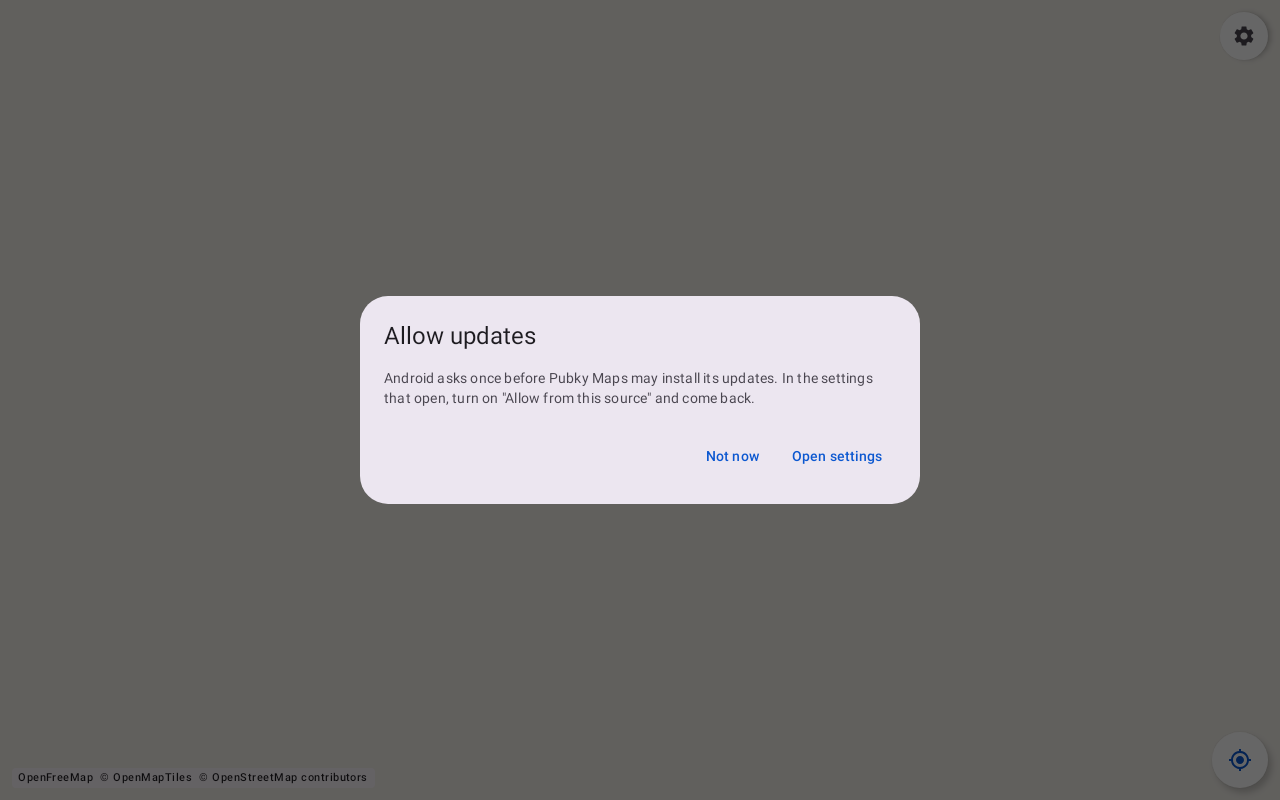 Allow updates
Android asks once before Pubky Maps may install its updates. In the settings
that open, turn on "Allow from this source" and come back.
Not now Open settings
OpenFreeMap © OpenMapTiles © OpenStreetMap contributors